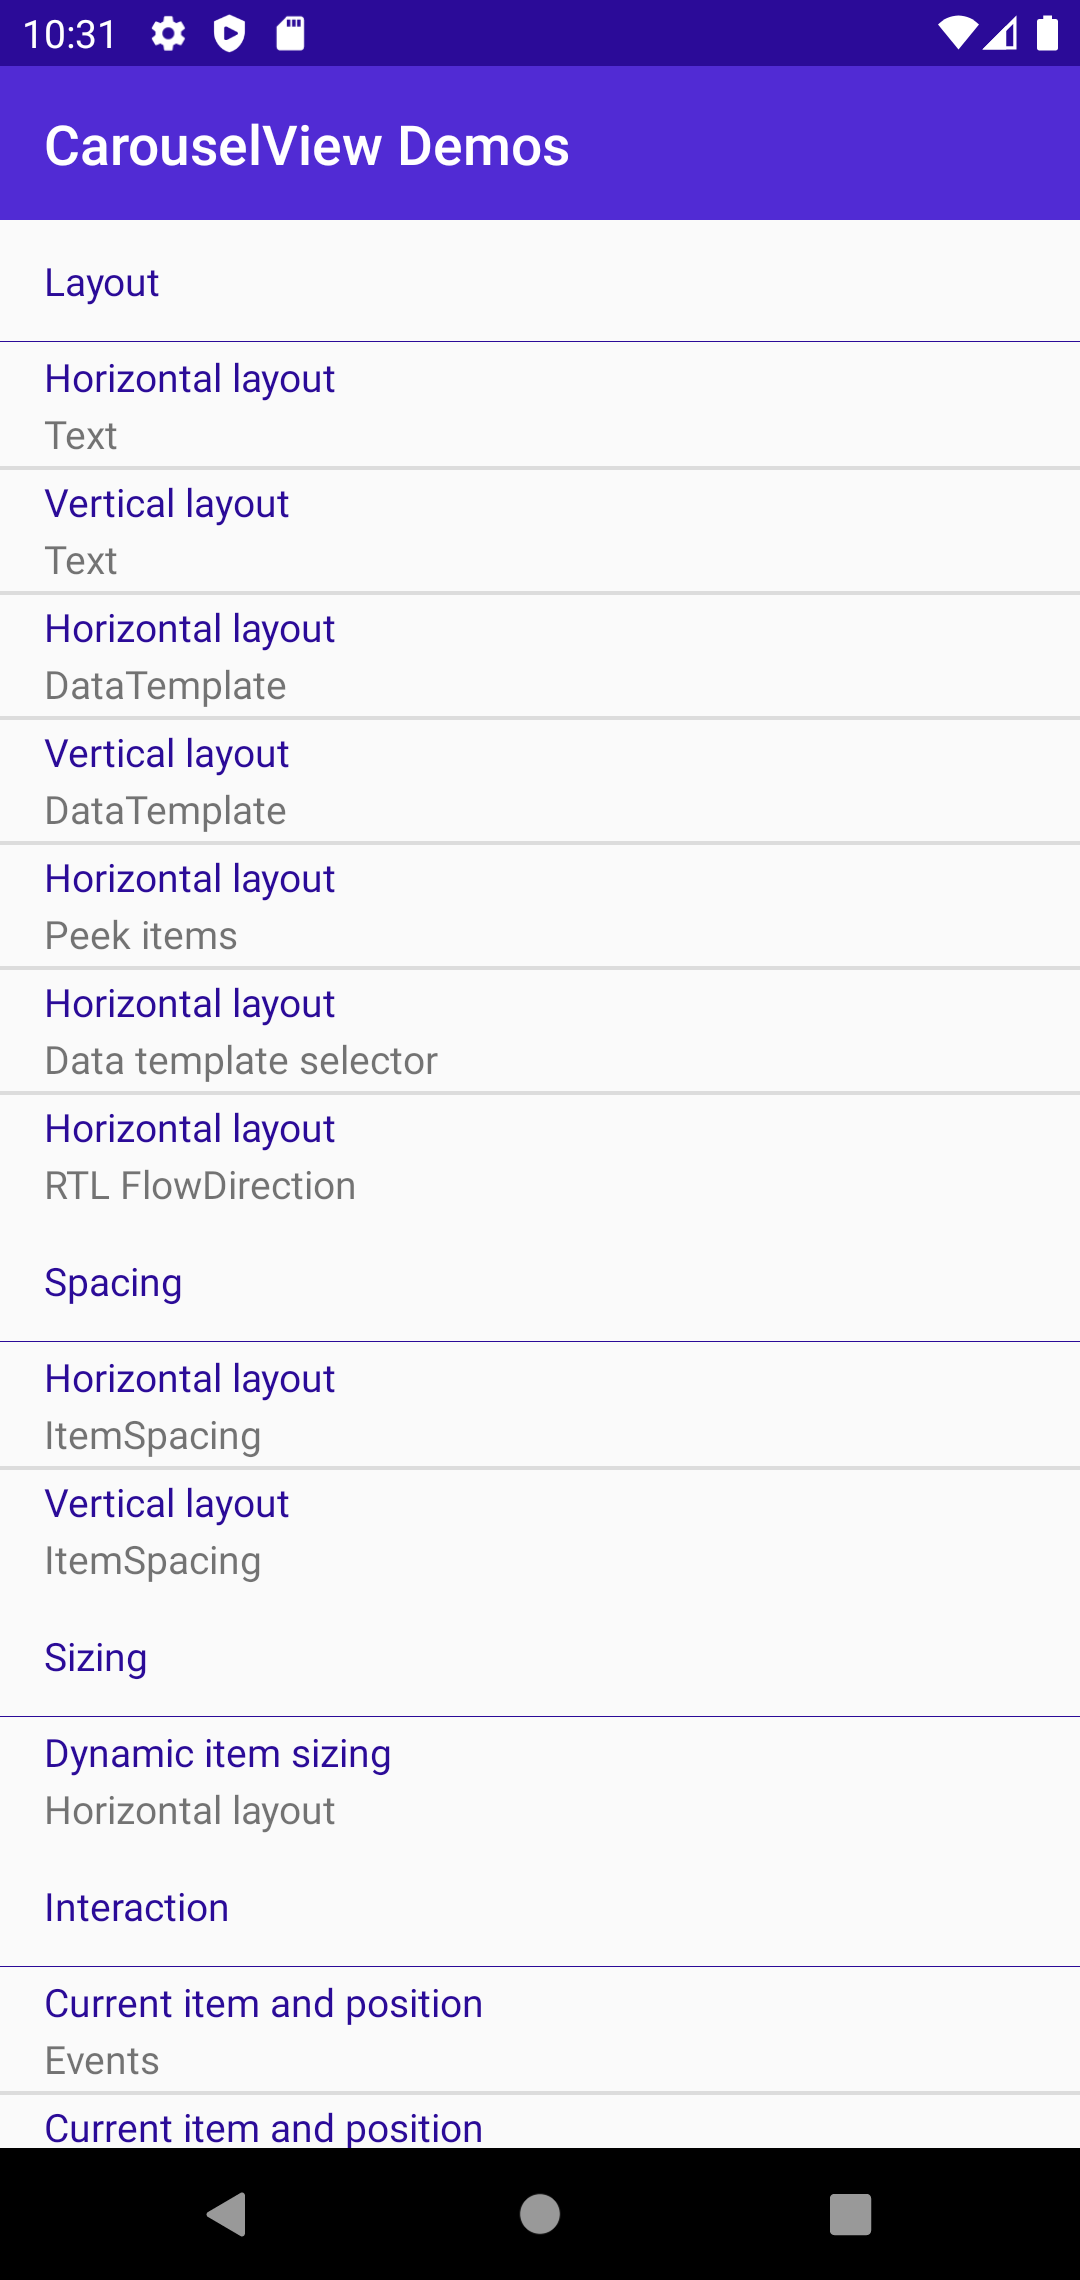 10:31
CarouselView Demos
Layout
Horizontal layout
Text
Vertical layout
Text
Horizontal layout
DataTemplate
Vertical layout
DataTemplate
Horizontal layout
Peek items
Horizontal layout
Data template selector
Horizontal layout
RTL FlowDirection
Spacing
Horizontal layout
ItemSpacing
Vertical layout
ItemSpacing
Sizing
Dynamic item sizing
Horizontal layout
Interaction
Current item and position
Events
Current item and position